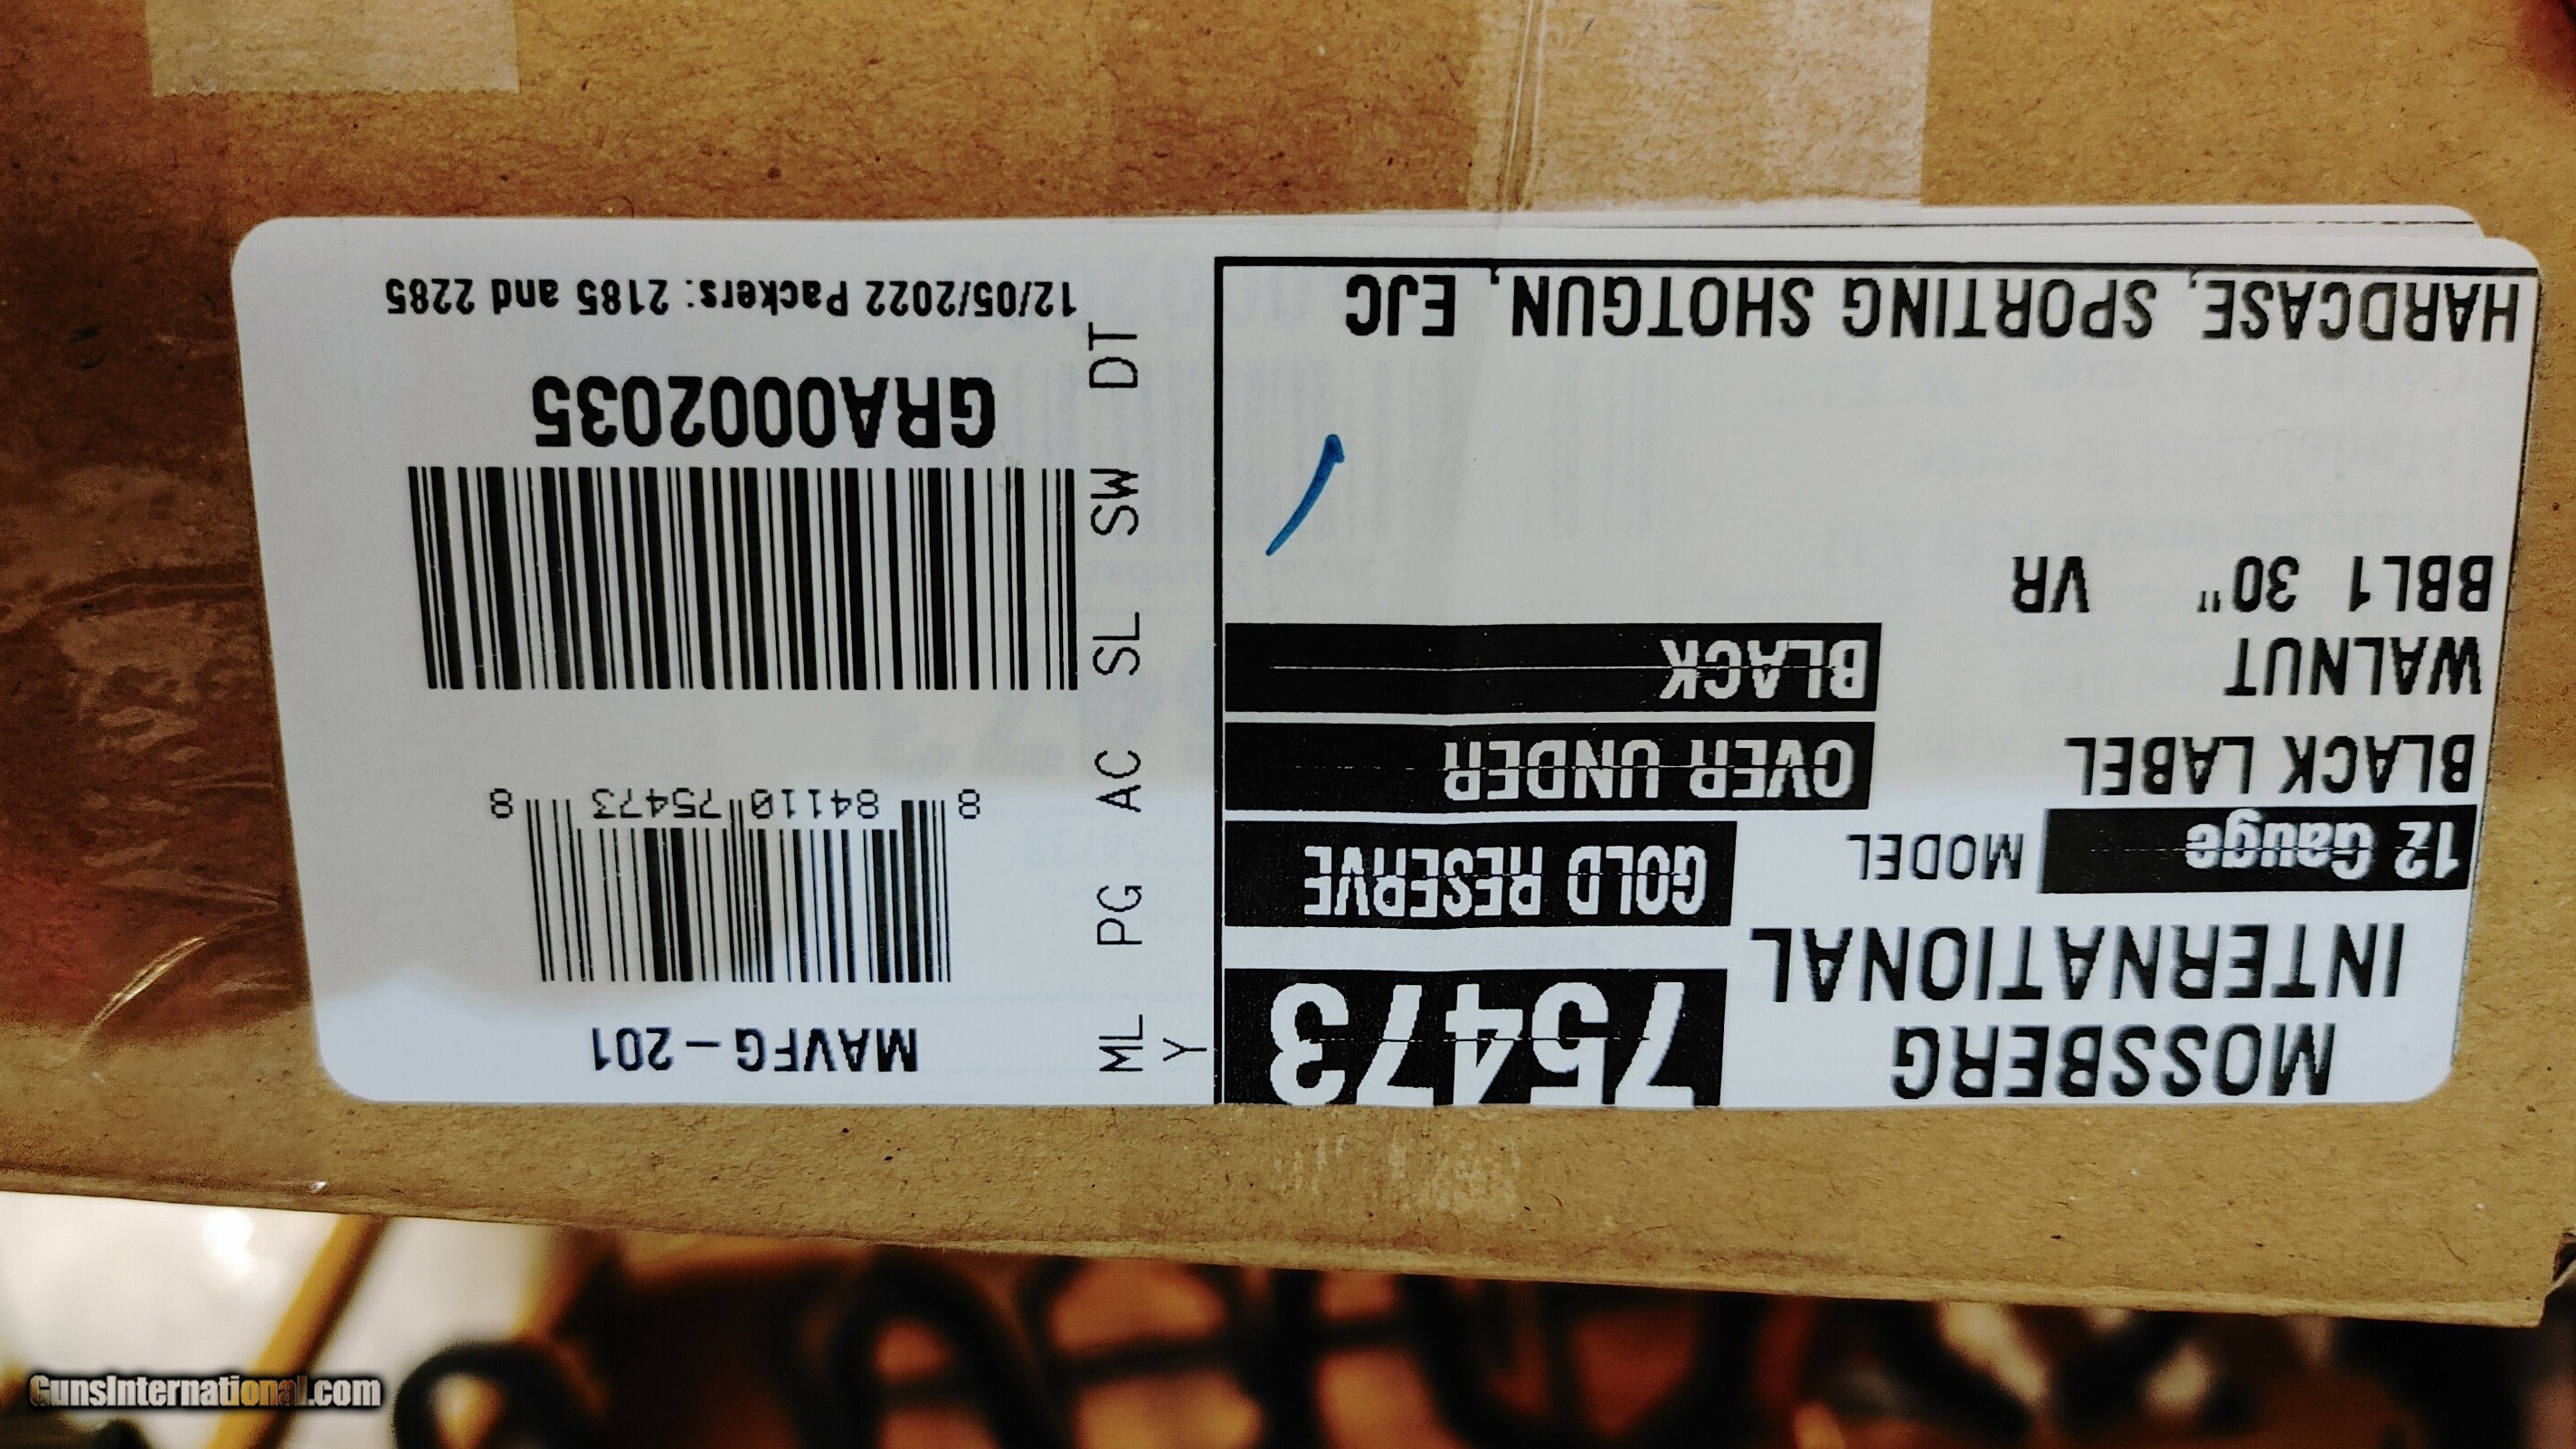 MOSSBERG
INTERNATIONAL
75473
12 Gauge MODEL GOLD RESERVE
BLACK LABEL OVER UNDER
WALNUT BLACK
BBL1 30" VR
HARDCASE, SPORTING SHOTGUN, EJC
ML PG AC SL SW DT
Y
MAVFG-201
8 84110 75473 8
GRA0002035
12/05/2022 Packers: 2185 and 2285
GunsInternational.com